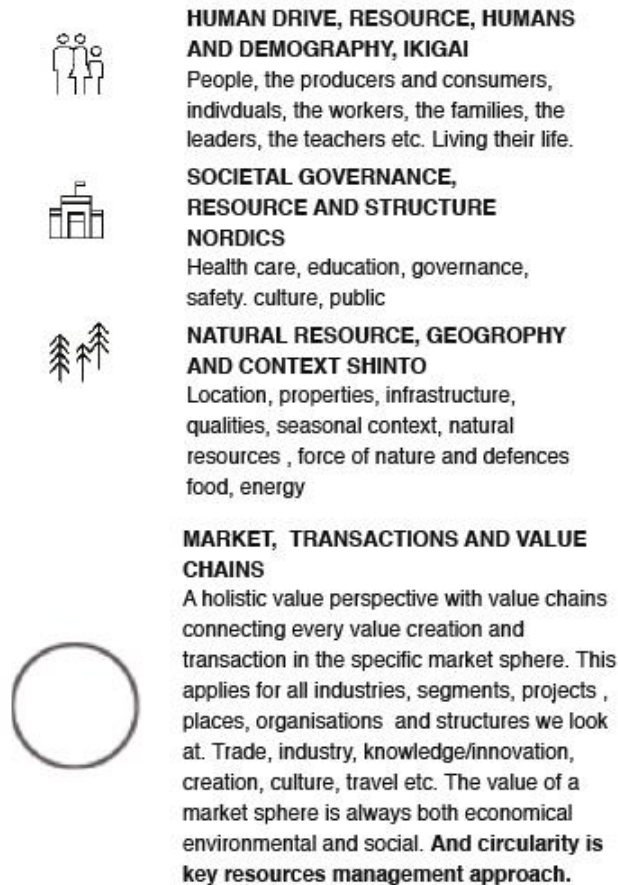 HUMAN DRIVE, RESOURCE, HUMANS
AND DEMOGRAPHY, IKIGAI
People, the producers and consumers,
indivduals, the workers, the families, the
leaders, the teachers etc. Living their life.
SOCIETAL GOVERNANCE,
RESOURCE AND STRUCTURE
NORDICS
Health care, education, governance,
safety. culture, public
NATURAL RESOURCE, GEOGROPHY
AND CONTEXT SHINTO
Location, properties, infrastructure,
qualities, seasonal context, natural
resources , force of nature and defences
food, energy
MARKET,  TRANSACTIONS AND VALUE
CHAINS
A holistic value perspective with value chains
connecting every value creation and
transaction in the specific market sphere. This
applies for all industries, segments, projects ,
places, organisations  and structures we look
at. Trade, industry, knowledge/innovation,
creation, culture, travel etc. The value of a
market sphere is always both economical
environmental and social. And circularity is
key resources management approach.